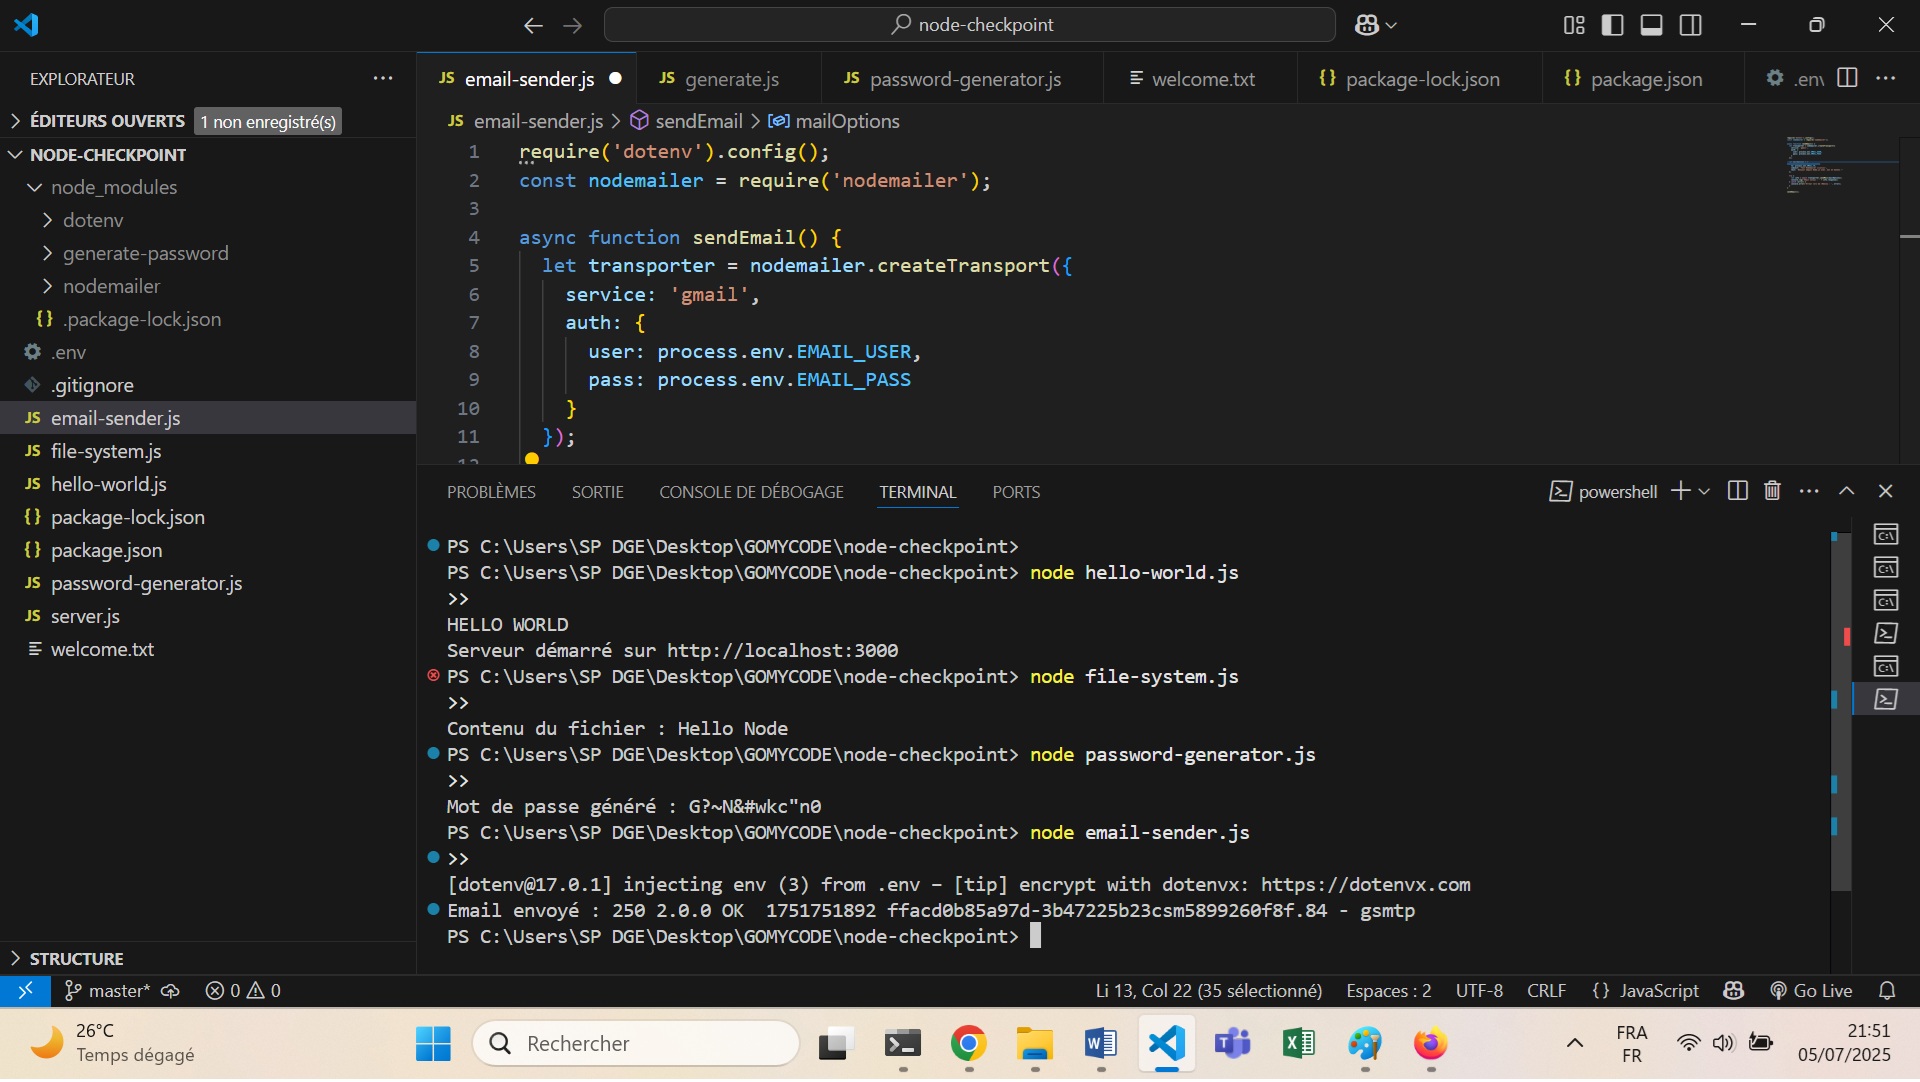 node-checkpoint
EXPLORATEUR
ÉDITEURS OUVERTS 1 non enregistré(s)
NODE-CHECKPOINT
node_modules
dotenv
generate-password
nodemailer
{} .package-lock.json
.env
.gitignore
JS email-sender.js
JS file-system.js
JS hello-world.js
{} package-lock.json
{} package.json
JS password-generator.js
JS server.js
welcome.txt
STRUCTURE
JS email-sender.js JS generate.js JS password-generator.js welcome.txt {} package-lock.json {} package.json .env
JS email-sender.js > sendEmail > mailOptions
1 require('dotenv').config();
2 const nodemailer = require('nodemailer');
3
4 async function sendEmail() {
5 let transporter = nodemailer.createTransport({
6 service: 'gmail',
7 auth: {
8 user: process.env.EMAIL_USER,
9 pass: process.env.EMAIL_PASS
10 }
11 });
12
PROBLÈMES SORTIE CONSOLE DE DÉBOGAGE TERMINAL PORTS powershell
PS C:\Users\SP DGE\Desktop\GOMYCODE\node-checkpoint>
PS C:\Users\SP DGE\Desktop\GOMYCODE\node-checkpoint> node hello-world.js
>>
HELLO WORLD
Serveur démarré sur http://localhost:3000
PS C:\Users\SP DGE\Desktop\GOMYCODE\node-checkpoint> node file-system.js
>>
Contenu du fichier : Hello Node
PS C:\Users\SP DGE\Desktop\GOMYCODE\node-checkpoint> node password-generator.js
>>
Mot de passe généré : G?~N&#wkc"n0
PS C:\Users\SP DGE\Desktop\GOMYCODE\node-checkpoint> node email-sender.js
>>
[dotenv@17.0.1] injecting env (3) from .env – [tip] encrypt with dotenvx: https://dotenvx.com
Email envoyé : 250 2.0.0 OK  1751751892 ffacd0b85a97d-3b47225b23csm5899260f8f.84 - gsmtp
PS C:\Users\SP DGE\Desktop\GOMYCODE\node-checkpoint>
master* 0 0 Li 13, Col 22 (35 sélectionné) Espaces : 2 UTF-8 CRLF {} JavaScript Go Live
26°C
Temps dégagé
Rechercher
FRA
FR
21:51
05/07/2025